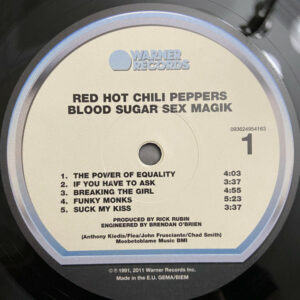 WARNER
RECORDS
RED HOT CHILI PEPPERS
BLOOD SUGAR SEX MAGIK
093624954163
1
1. THE POWER OF EQUALITY 4:03
2. IF YOU HAVE TO ASK 3:37
3. BREAKING THE GIRL 4:55
4. FUNKY MONKS 5:23
5. SUCK MY KISS 3:37
PRODUCED BY RICK RUBIN
ENGINEERED BY BRENDAN O'BRIEN
(Anthony Kiedis/Flea/John Frusciante/Chad Smith)
Moebetoblame Music BMI
℗ © 1991, 2011 Warner Records Inc.
Made in the E.U. GEMA/BIEM